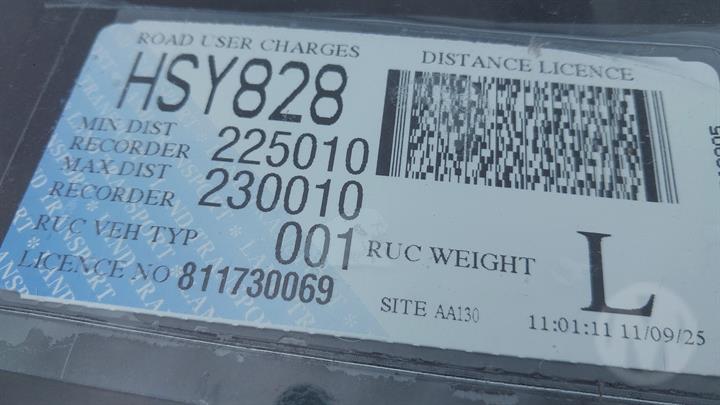 ROAD USER CHARGES
HSY828
DISTANCE LICENCE
MIN DIST
RECORDER 225010
MAX DIST
RECORDER 230010
RUC VEH TYP 001
RUC WEIGHT L
LICENCE NO 811730069
SITE AA130
11:01:11 11/09/25